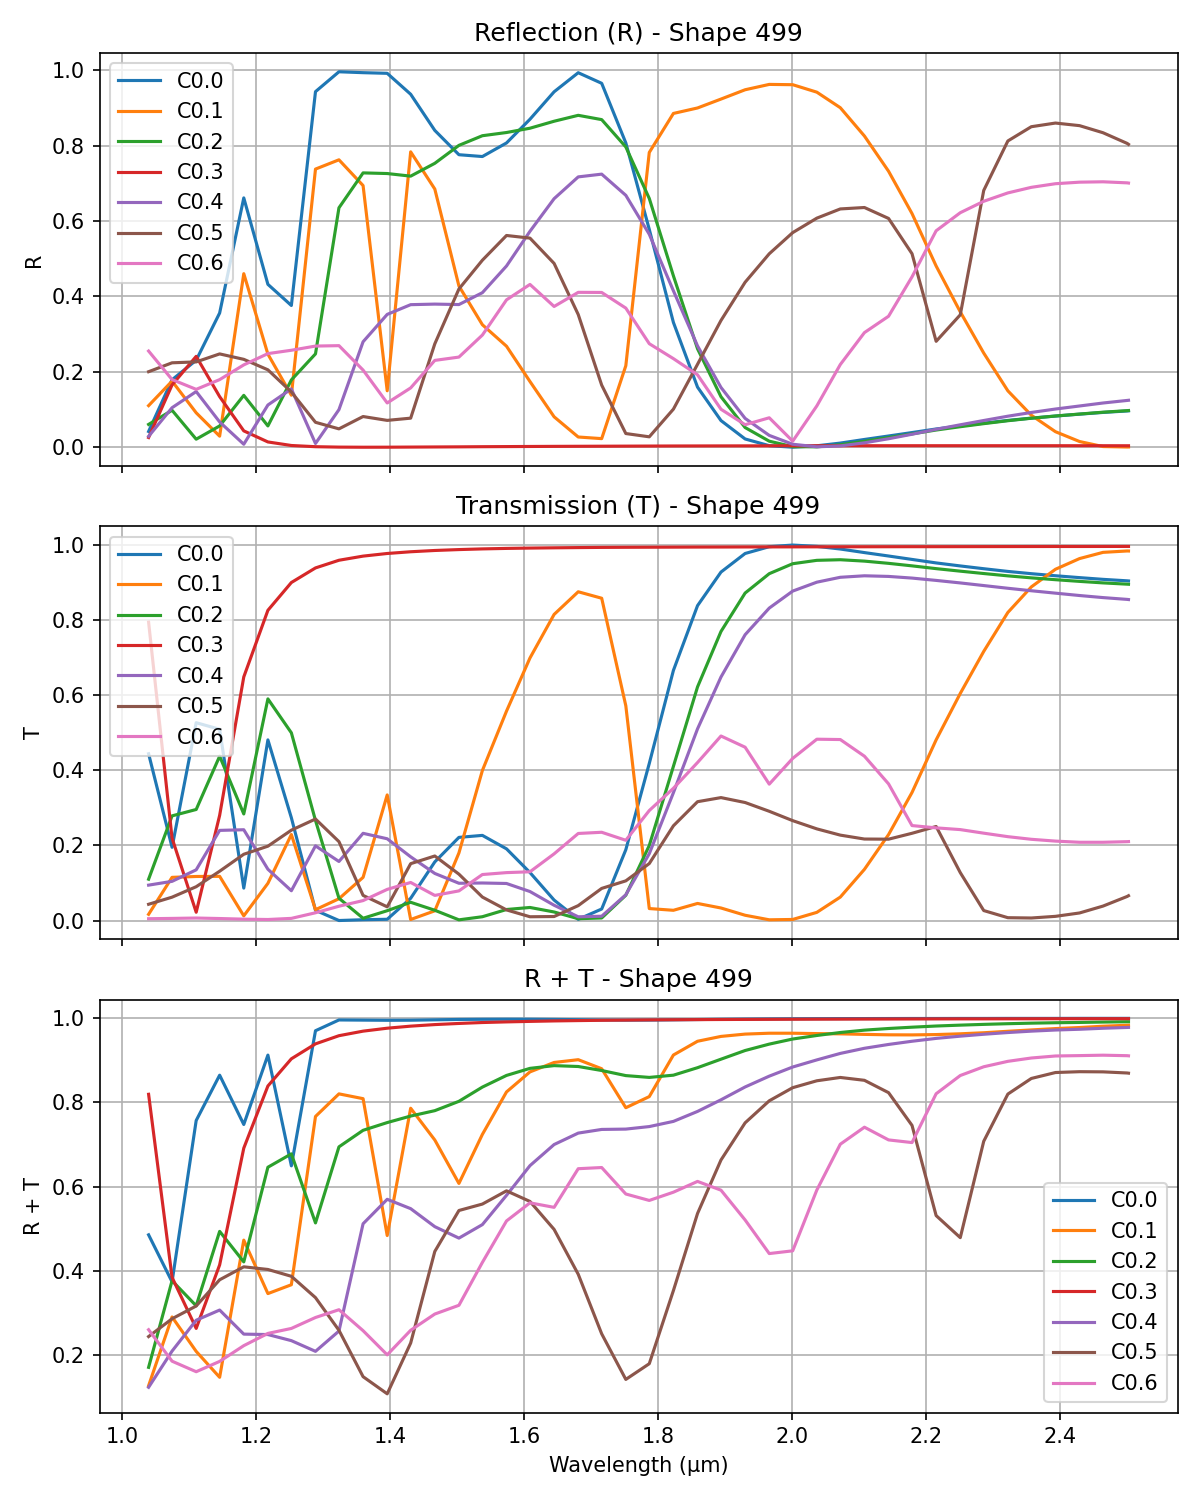 Reflection (R) - Shape 499
1.0
0.8
0.6
0.4
0.2
0.0
R
C0.0
C0.1
C0.2
C0.3
C0.4
C0.5
C0.6
Transmission (T) - Shape 499
1.0
0.8
0.6
0.4
0.2
0.0
T
C0.0
C0.1
C0.2
C0.3
C0.4
C0.5
C0.6
R + T - Shape 499
1.0
0.8
0.6
0.4
0.2
R + T
C0.0
C0.1
C0.2
C0.3
C0.4
C0.5
C0.6
1.0 1.2 1.4 1.6 1.8 2.0 2.2 2.4
Wavelength (μm)